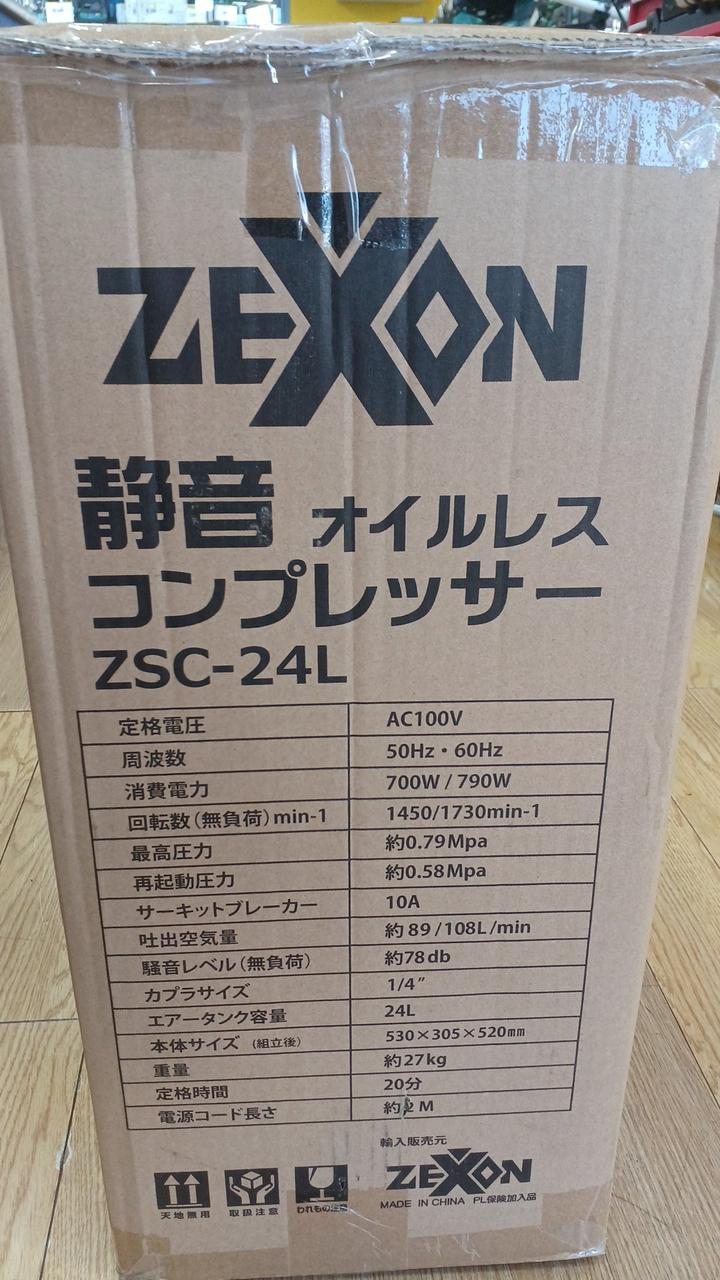 ZEXON
静音 オイルレス
コンプレッサー
ZSC-24L
定格電圧 AC100V
周波数 50Hz・60Hz
消費電力 700W / 790W
回転数(無負荷)min-1 1450/1730min-1
最高圧力 約0.79Mpa
再起動圧力 約0.58Mpa
サーキットブレーカー 10A
吐出空気量 約 89 /108L /min
騒音レベル(無負荷) 約78db
カプラサイズ 1/4″
エアータンク容量 24L
本体サイズ (組立後) 530×305×520mm
重量 約27kg
定格時間 20分
電源コード長さ 約2 M
輸入販売元
ZEXON
MADE IN CHINA PL保険加入品
天地無用 取扱注意 われもの注意